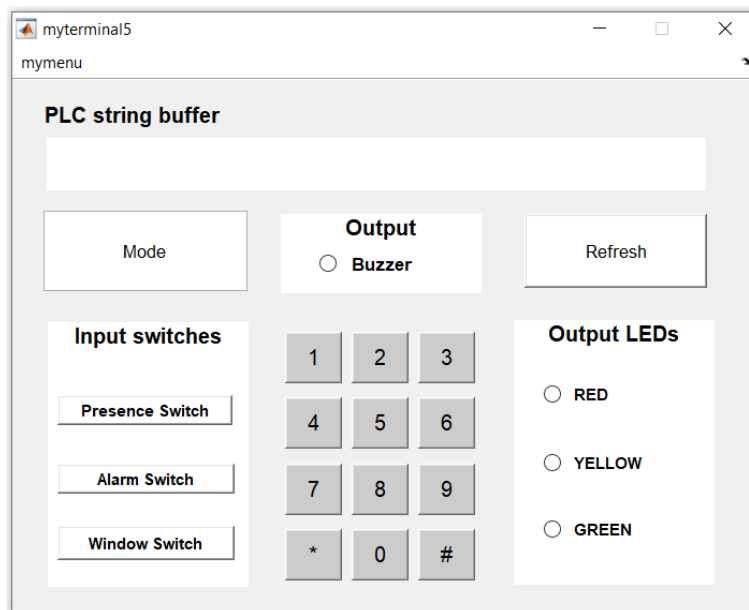 myterminal5
mymenu
PLC string buffer
Mode
Output
Buzzer
Refresh
Input switches
Presence Switch
Alarm Switch
Window Switch
1 2 3
4 5 6
7 8 9
* 0 #
Output LEDs
RED
YELLOW
GREEN